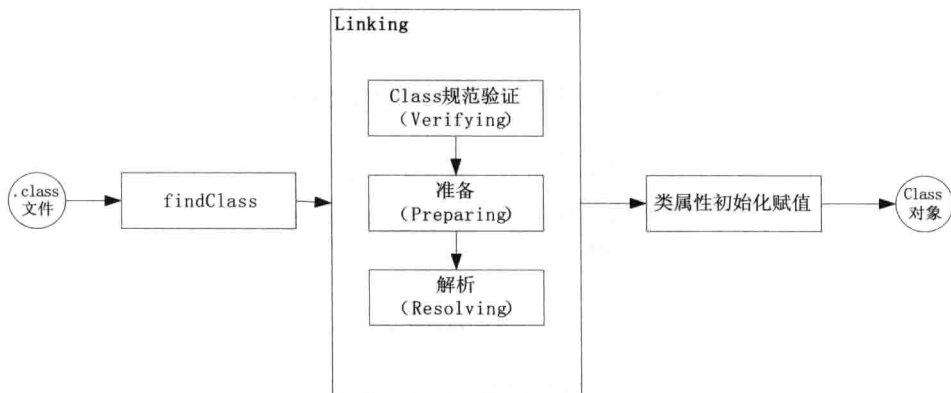 Linking
Class规范验证
(Verifying)
.class
文件
findClass
准备
(Preparing)
解析
(Resolving)
类属性初始化赋值
Class
对象